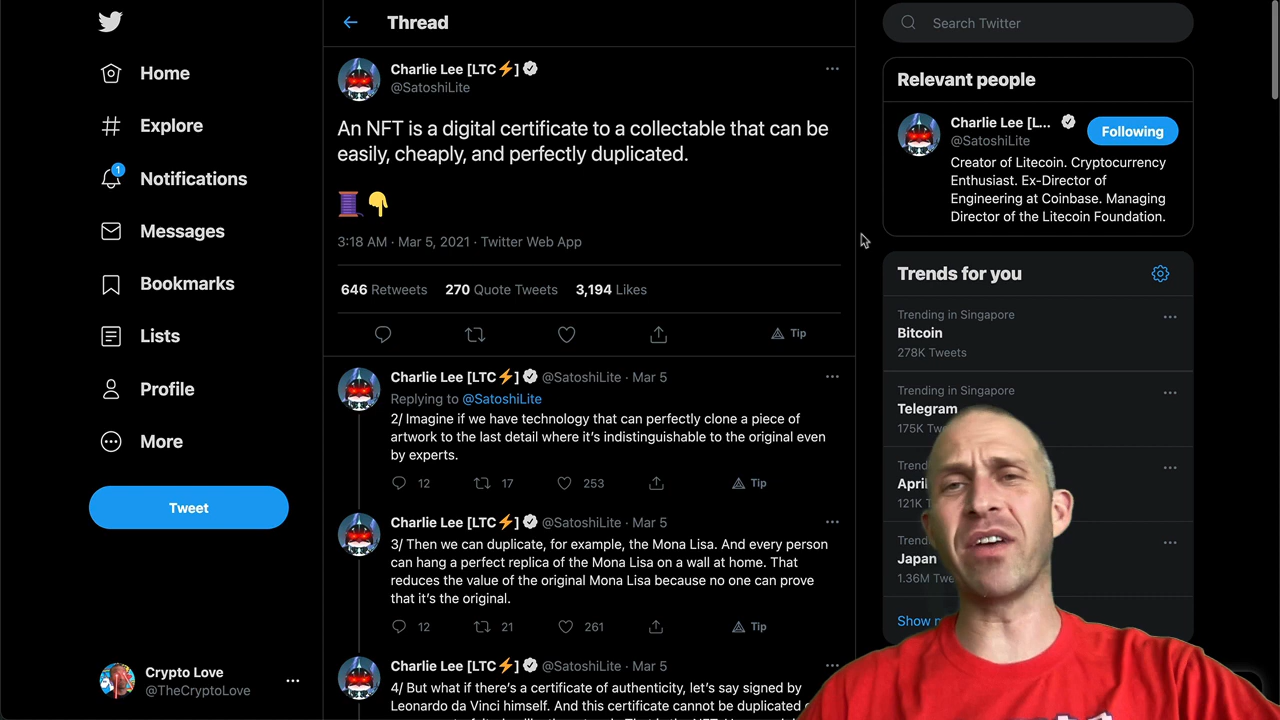 Home
Explore
1
Notifications
Messages
Bookmarks
Lists
Profile
More
Tweet
Crypto Love
@TheCryptoLove
Thread
Charlie Lee [LTC⚡]
@SatoshiLite
An NFT is a digital certificate to a collectable that can be
easily, cheaply, and perfectly duplicated.
🧵👇
3:18 AM · Mar 5, 2021 · Twitter Web App
646 Retweets 270 Quote Tweets 3,194 Likes
Tip
Charlie Lee [LTC⚡] @SatoshiLite · Mar 5
Replying to @SatoshiLite
2/ Imagine if we have technology that can perfectly clone a piece of
artwork to the last detail where it's indistinguishable to the original even
by experts.
12 17 253 Tip
Charlie Lee [LTC⚡] @SatoshiLite · Mar 5
3/ Then we can duplicate, for example, the Mona Lisa. And every person
can hang a perfect replica of the Mona Lisa on a wall at home. That
reduces the value of the original Mona Lisa because no one can prove
that it's the original.
12 21 261 Tip
Charlie Lee [LTC⚡] @SatoshiLite · Mar 5
4/ But what if there's a certificate of authenticity, let's say signed by
Leonardo da Vinci himself. And this certificate cannot be duplicated
Search Twitter
Relevant people
Charlie Lee [L...
@SatoshiLite
Following
Creator of Litecoin. Cryptocurrency
Enthusiast. Ex-Director of
Engineering at Coinbase. Managing
Director of the Litecoin Foundation.
Trends for you
Trending in Singapore
Bitcoin
278K Tweets
Trending in Singapore
Telegram
175K
Trend
April
121K T
Trend
Japan
1.36M Twe
Show